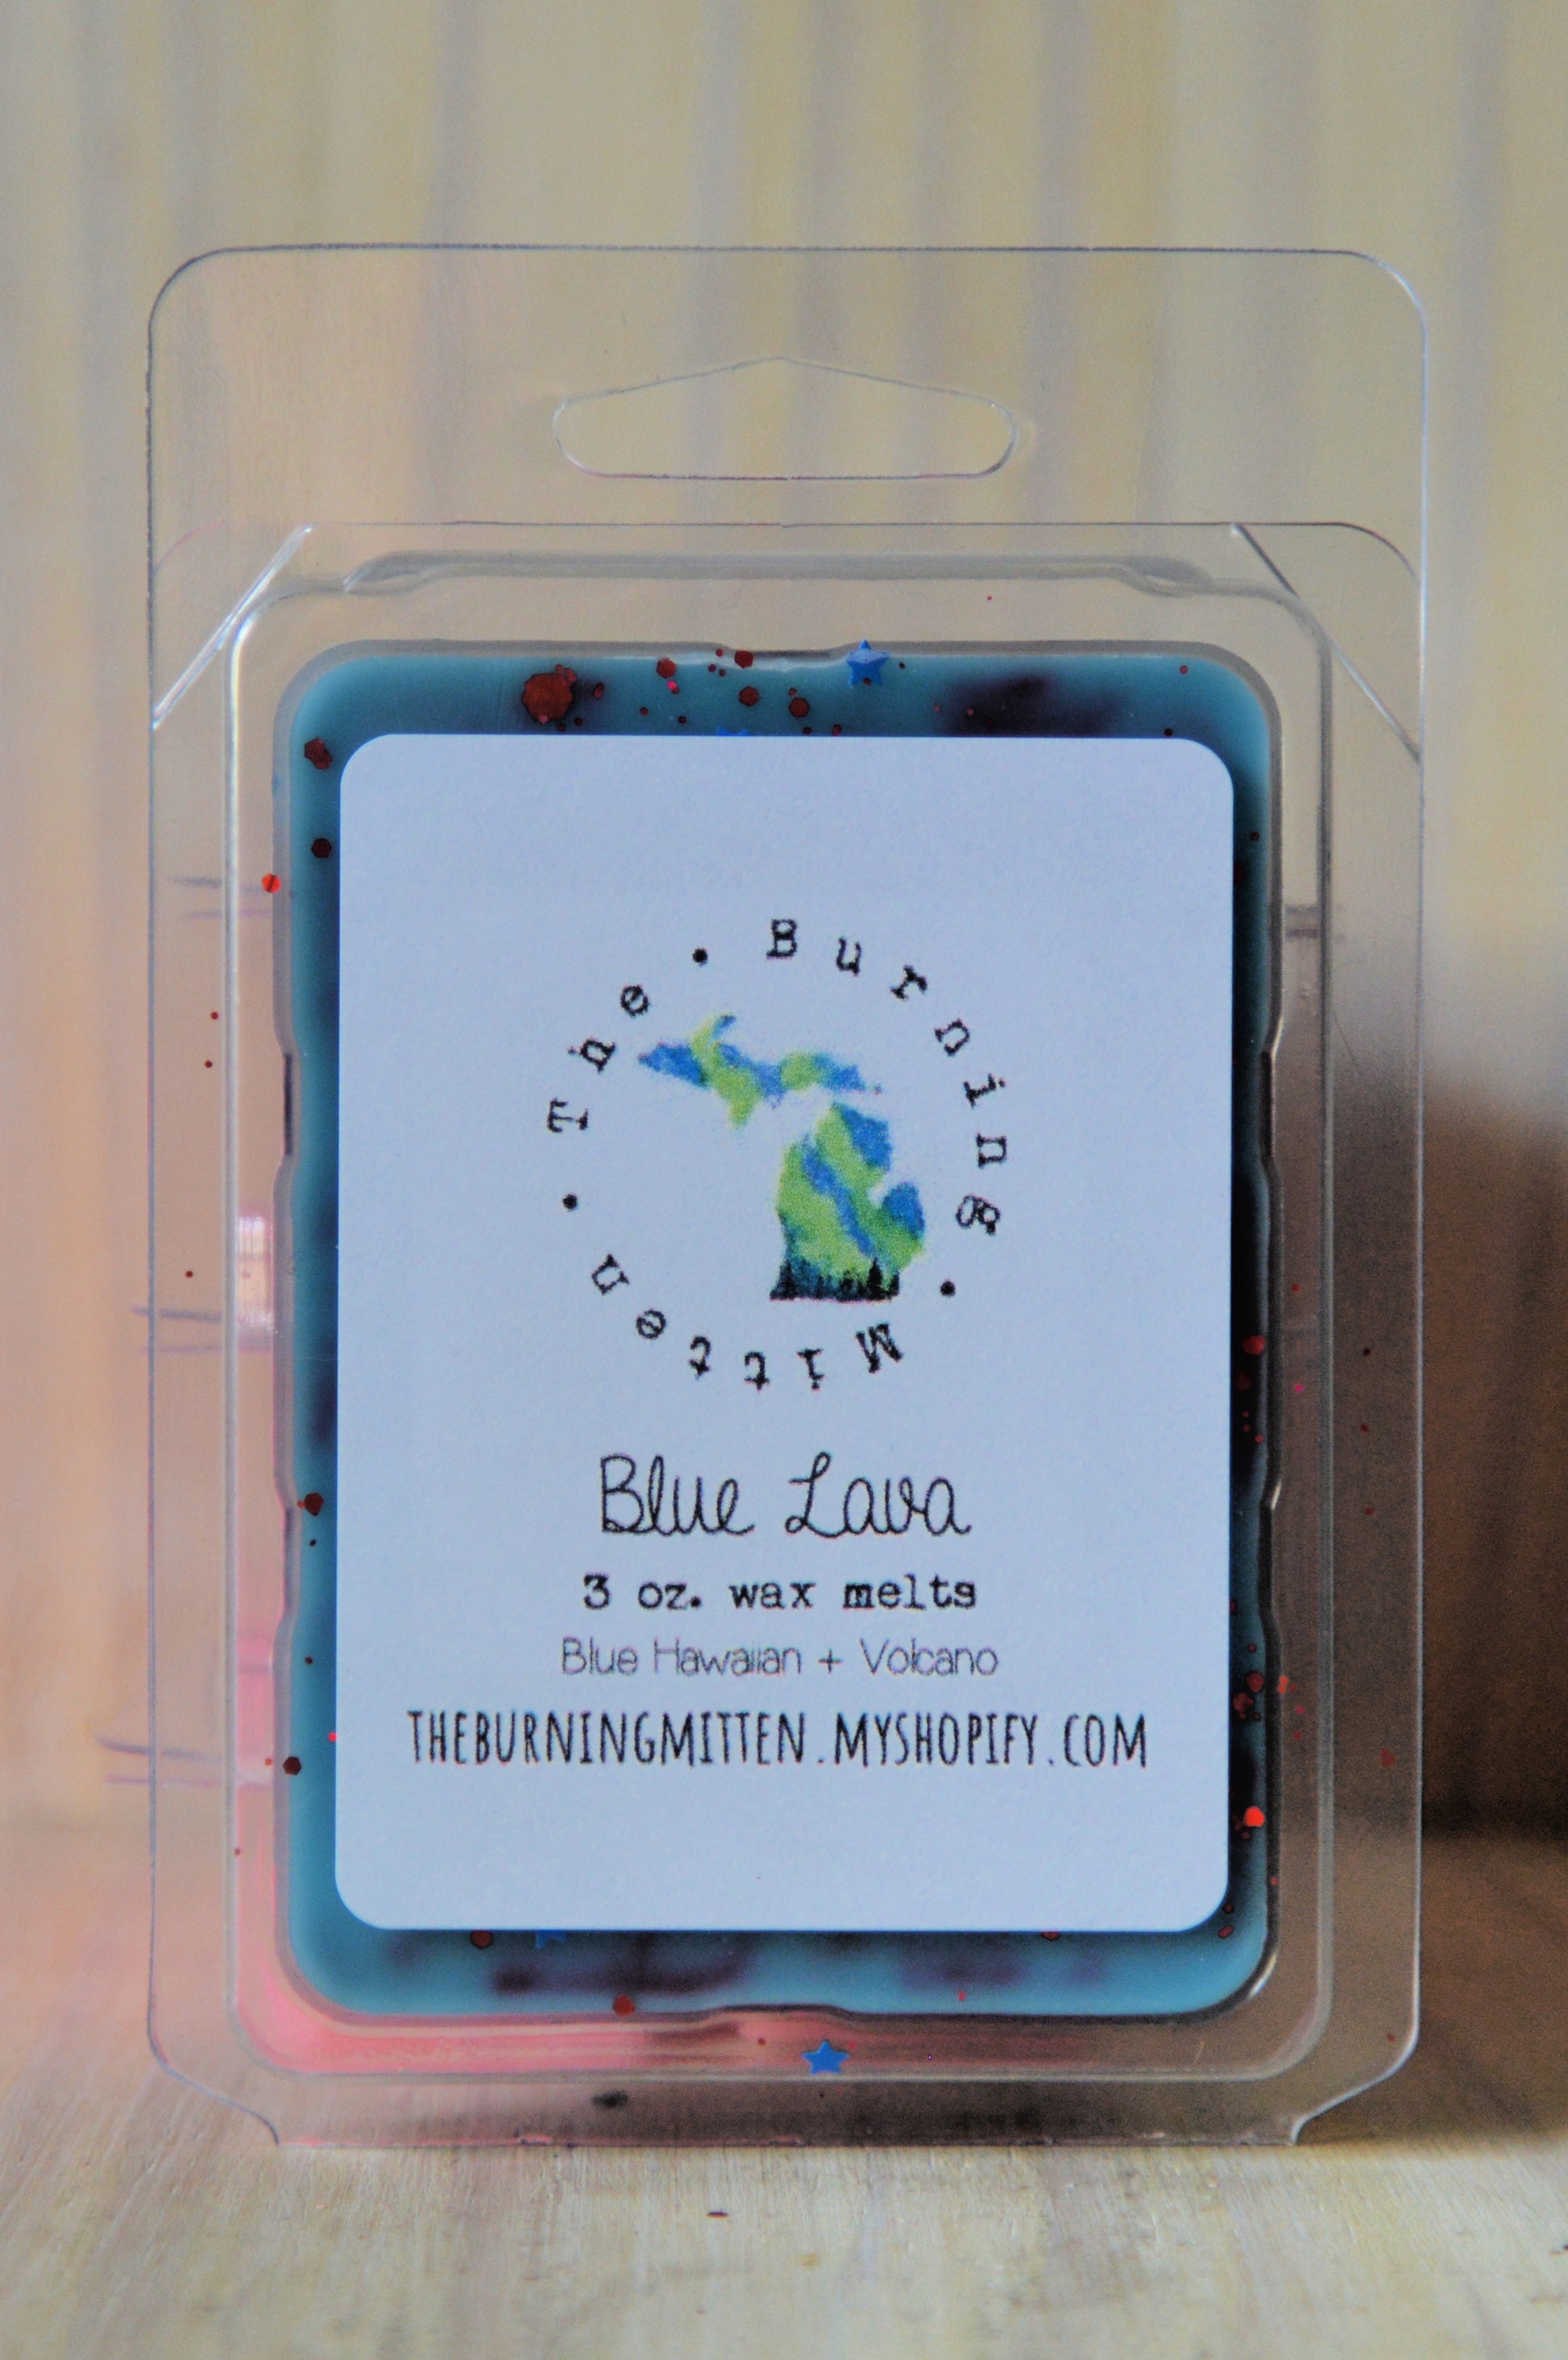 The • Burning • Mitten •
Blue Lava
3 oz. wax melts
Blue Hawaiian + Volcano
THEBURNINGMITTEN.MYSHOPIFY.COM